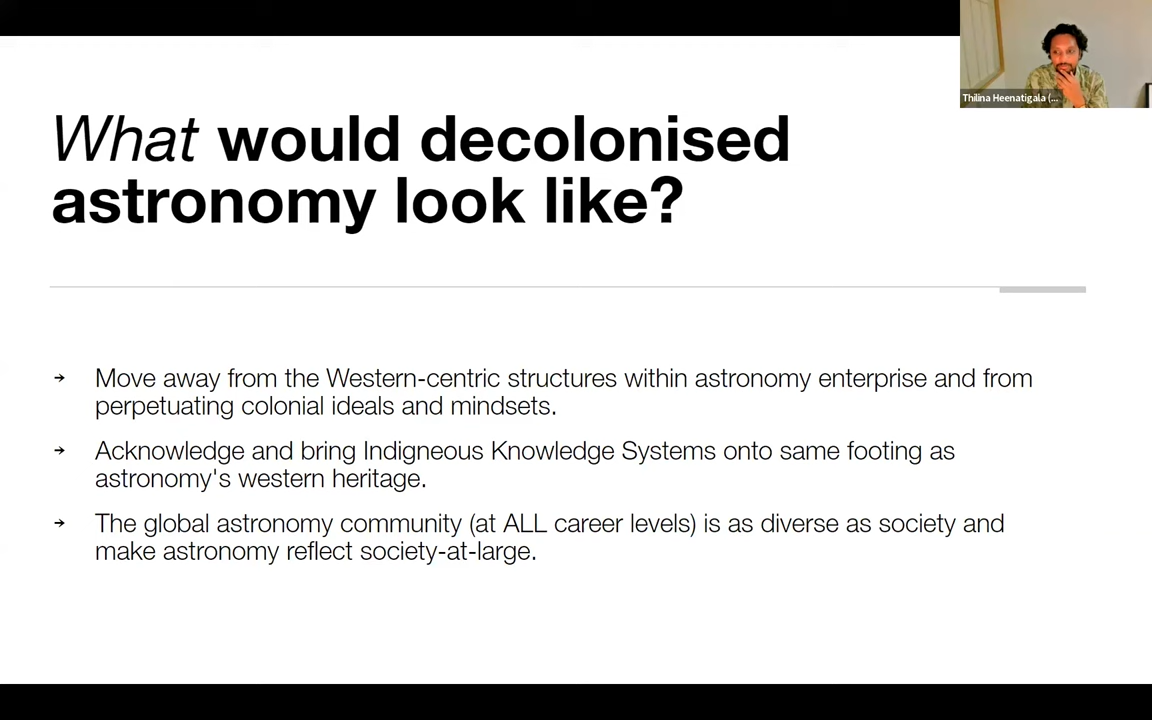 Thilina Heenatigala (...
What would decolonised
astronomy look like?
→ Move away from the Western-centric structures within astronomy enterprise and from
perpetuating colonial ideals and mindsets.
→ Acknowledge and bring Indigneous Knowledge Systems onto same footing as
astronomy's western heritage.
→ The global astronomy community (at ALL career levels) is as diverse as society and
make astronomy reflect society-at-large.